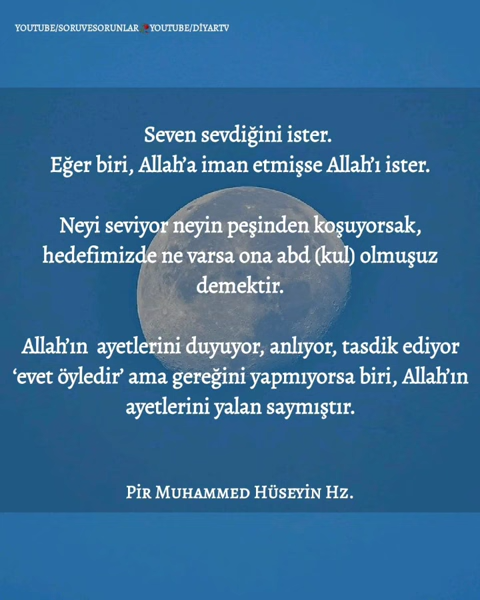 YOUTUBE/SORUVESORUNLAR YOUTUBE/DİYARTV
Seven sevdiğini ister.
Eğer biri, Allah'a iman etmişse Allah'ı ister.
Neyi seviyor neyin peşinden koşuyorsak,
hedefimizde ne varsa ona abd (kul) olmuşuz
demektir.
Allah'ın ayetlerini duyuyor, anlıyor, tasdik ediyor
'evet öyledir' ama gereğini yapmıyorsa biri, Allah'ın
ayetlerini yalan saymıştır.
Pir Muhammed Hüseyin Hz.